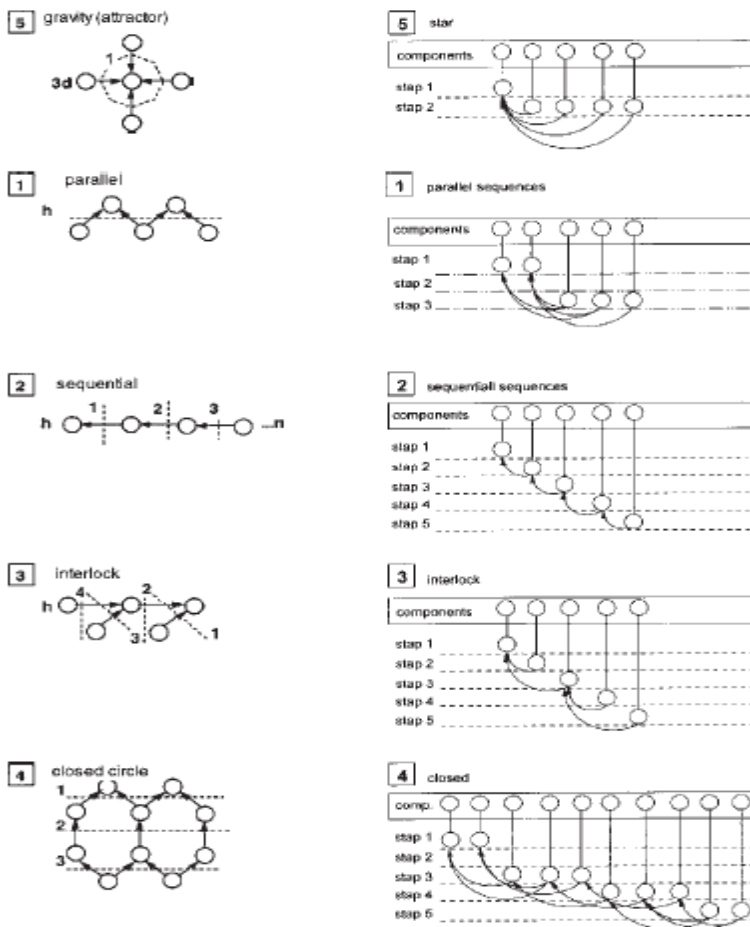 5 gravity (attractor)
1
3d
5 star
components
stap 1
stap 2
1 parallel
h
1 parallel sequences
components
stap 1
stap 2
stap 3
2 sequential
h 1 2 3 ...n
2 sequentiall sequences
components
stap 1
stap 2
stap 3
stap 4
stap 5
3 interlock
h 4 2
3 1
3 interlock
components
stap 1
stap 2
stap 3
stap 4
stap 5
4 closed circle
1
2
3
4 closed
comp.
stap 1
stap 2
stap 3
stap 4
stap 5